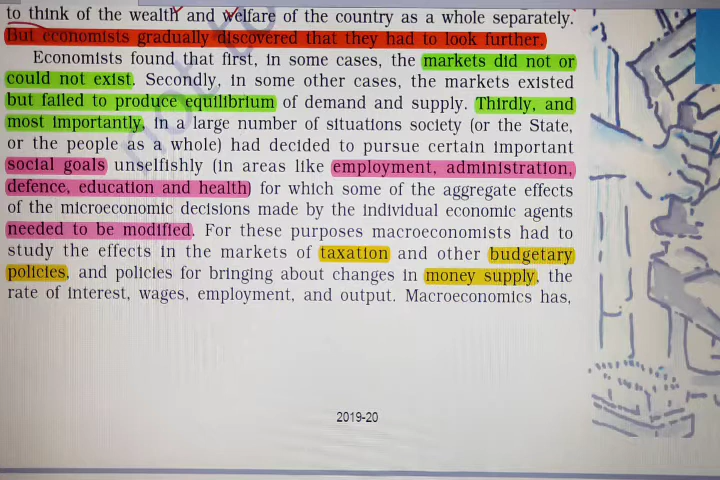 to think of the wealth and welfare of the country as a whole separately.
But economists gradually discovered that they had to look further.
Economists found that first, in some cases, the markets did not or
could not exist. Secondly, in some other cases, the markets existed
but failed to produce equilibrium of demand and supply. Thirdly, and
most importantly, in a large number of situations society (or the State,
or the people as a whole) had decided to pursue certain important
social goals unselfishly (in areas like employment, administration,
defence, education and health) for which some of the aggregate effects
of the microeconomic decisions made by the individual economic agents
needed to be modified. For these purposes macroeconomists had to
study the effects in the markets of taxation and other budgetary
policies, and policies for bringing about changes in money supply, the
rate of interest, wages, employment, and output. Macroeconomics has,
2019-20